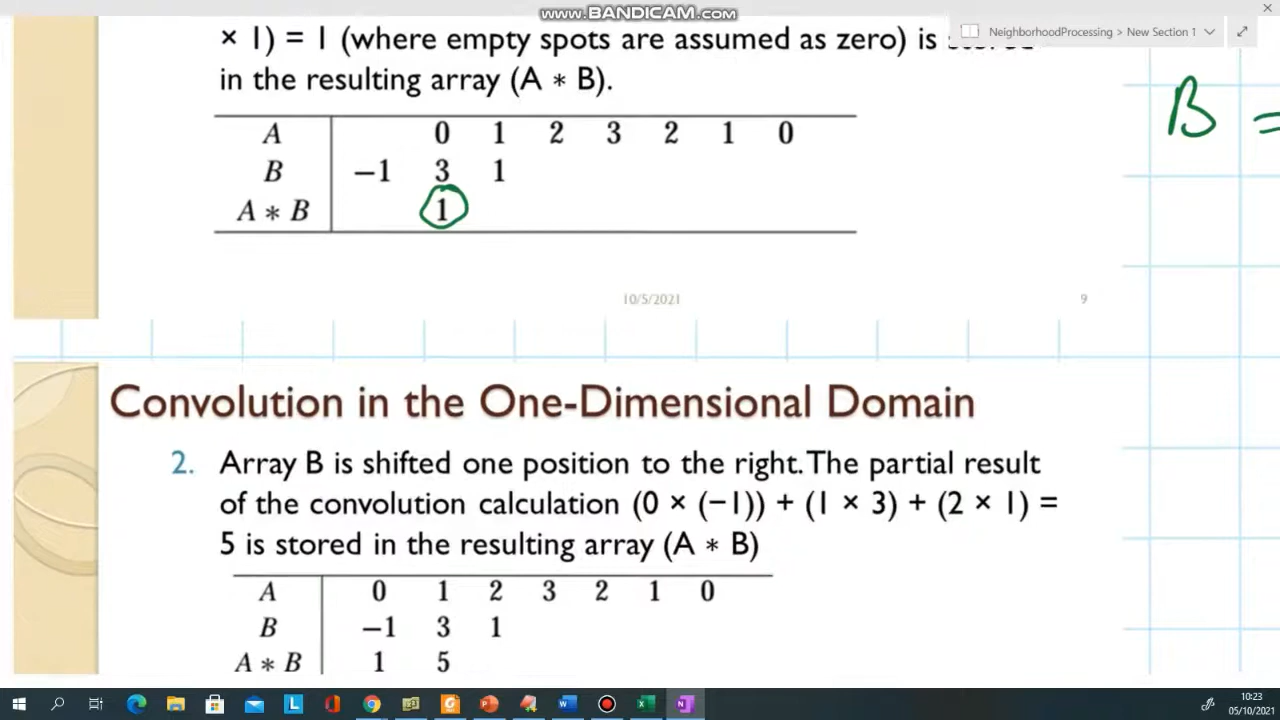 www.BANDICAM.com
NeighborhoodProcessing > New Section 1
× 1) = 1 (where empty spots are assumed as zero) is stored
in the resulting array (A ∗ B).
A 0 1 2 3 2 1 0
B −1 3 1
A ∗ B 1
B =
10/5/2021 9
Convolution in the One-Dimensional Domain
2. Array B is shifted one position to the right. The partial result
of the convolution calculation (0 × (−1)) + (1 × 3) + (2 × 1) =
5 is stored in the resulting array (A ∗ B)
A 0 1 2 3 2 1 0
B −1 3 1
A ∗ B 1 5
10:23
05/10/2021